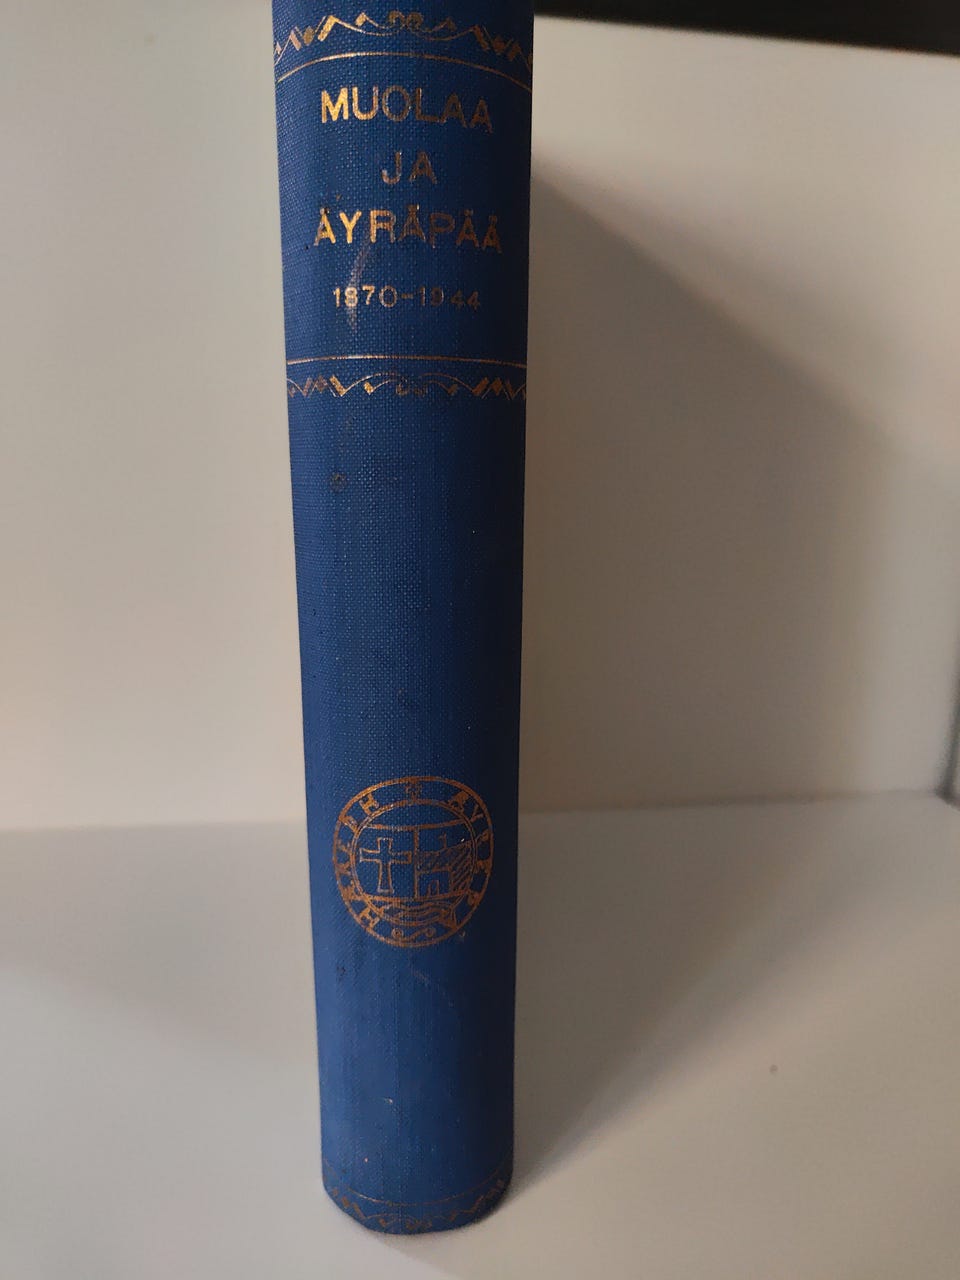 MUOLAA
JA
ÄYRÄPÄÄ
1870-1944